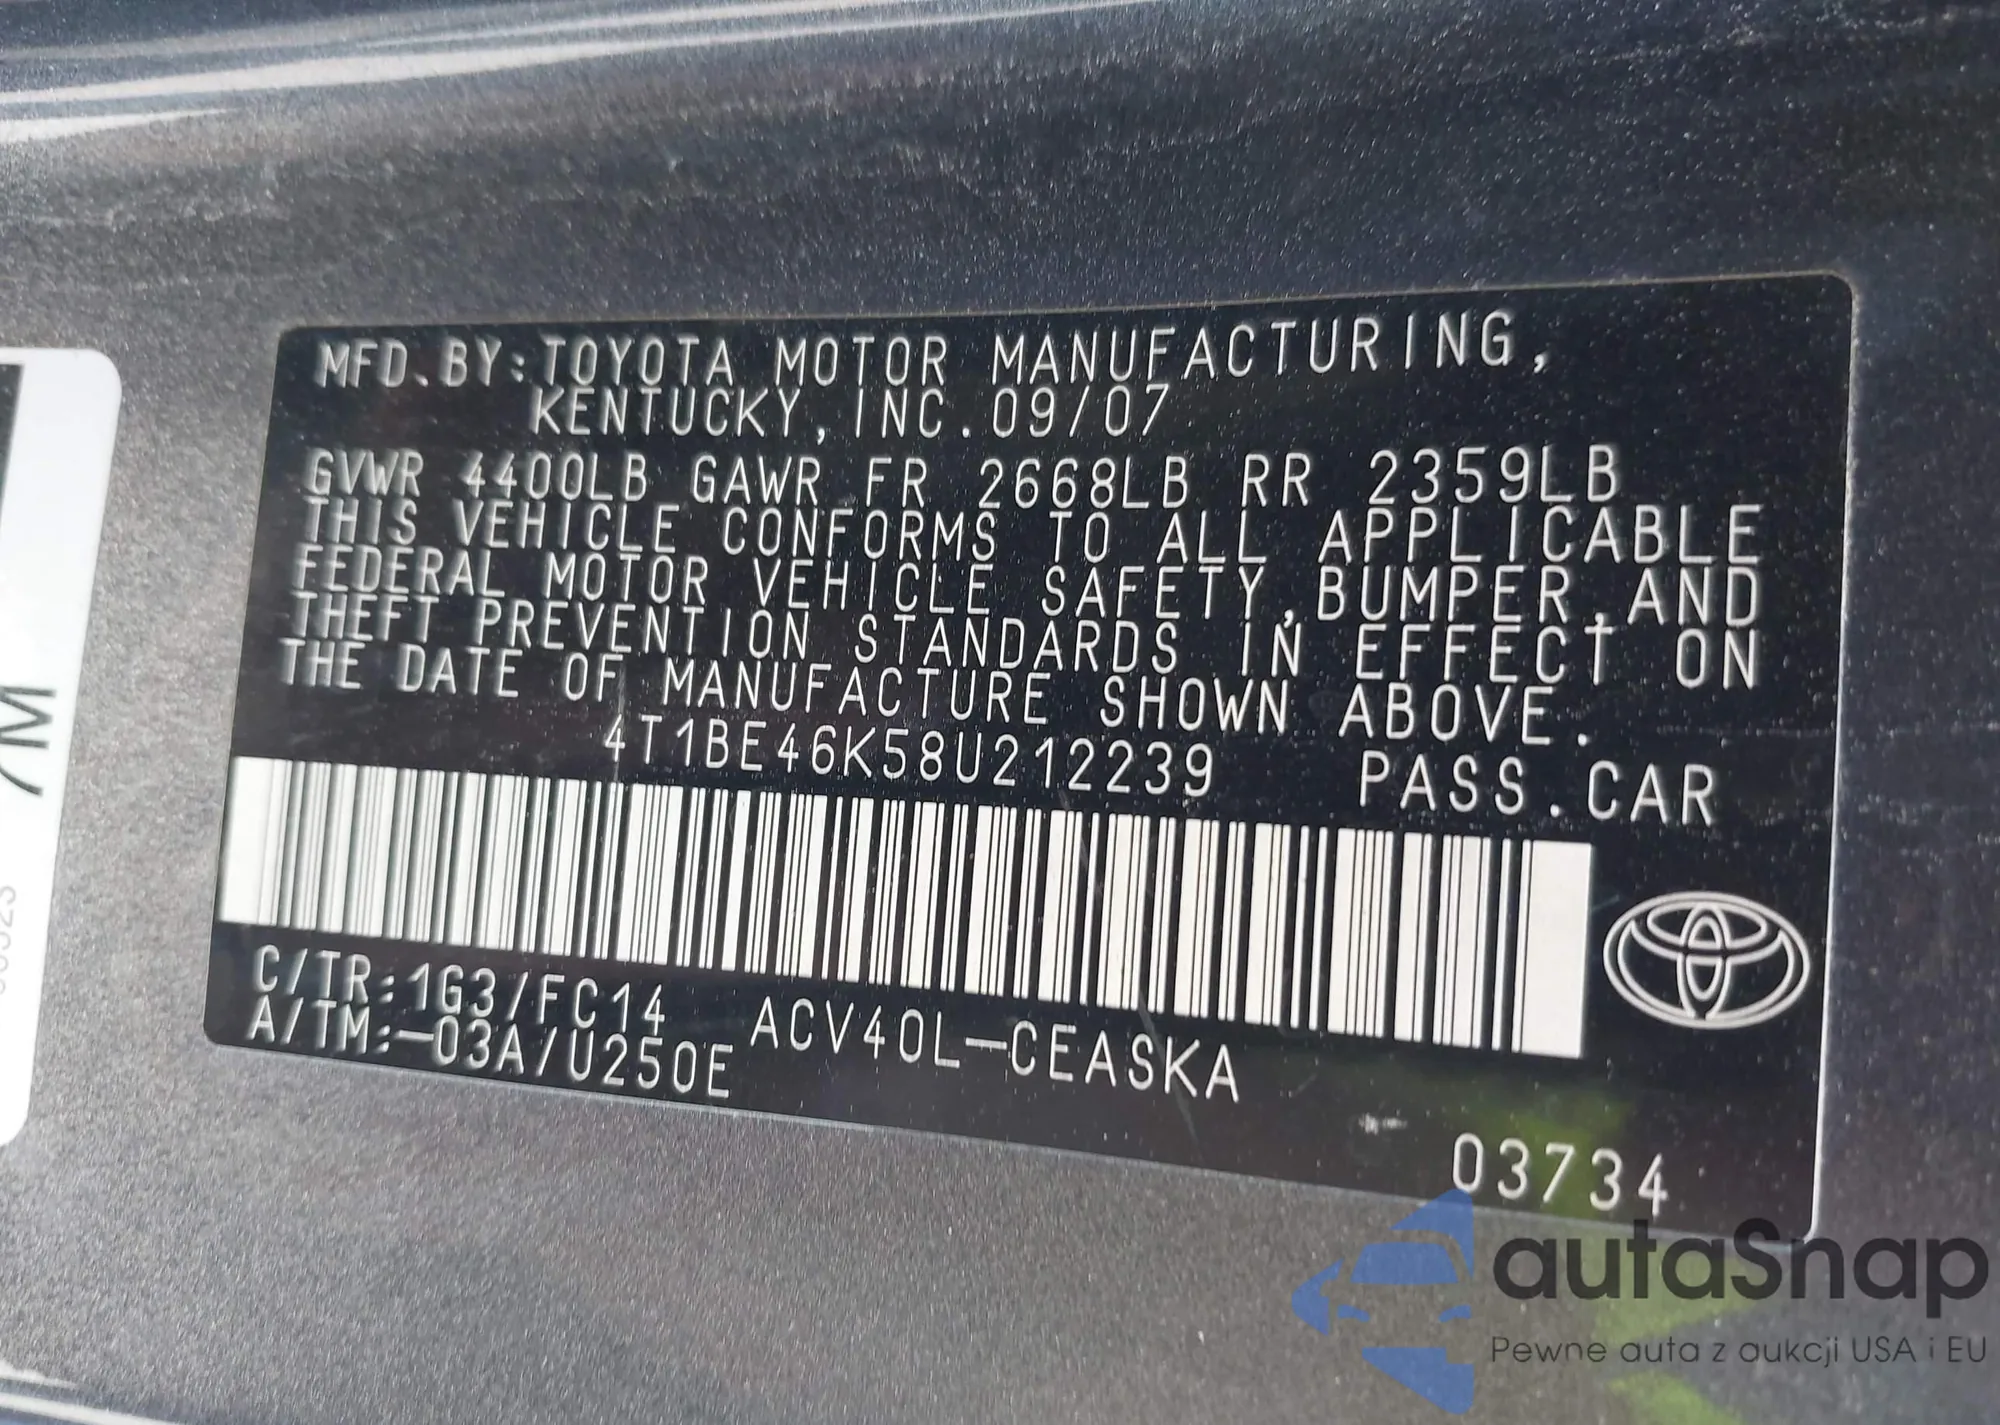 MFD.BY:TOYOTA MOTOR MANUFACTURING,
KENTUCKY, INC. 09/07
GVWR 4400LB GAWR FR 2668LB RR 2359LB
THIS VEHICLE CONFORMS TO ALL APPLICABLE
FEDERAL MOTOR VEHICLE SAFETY,BUMPER,AND
THEFT PREVENTION STANDARDS IN EFFECT ON
THE DATE OF MANUFACTURE SHOWN ABOVE.
4T1BE46K58U212239 PASS.CAR
C/TR:1G3/FC14 ACV40L-CEASKA
A/TM:-03A/U250E
03734
autaSnap
Pewne auta z aukcji USA i EU